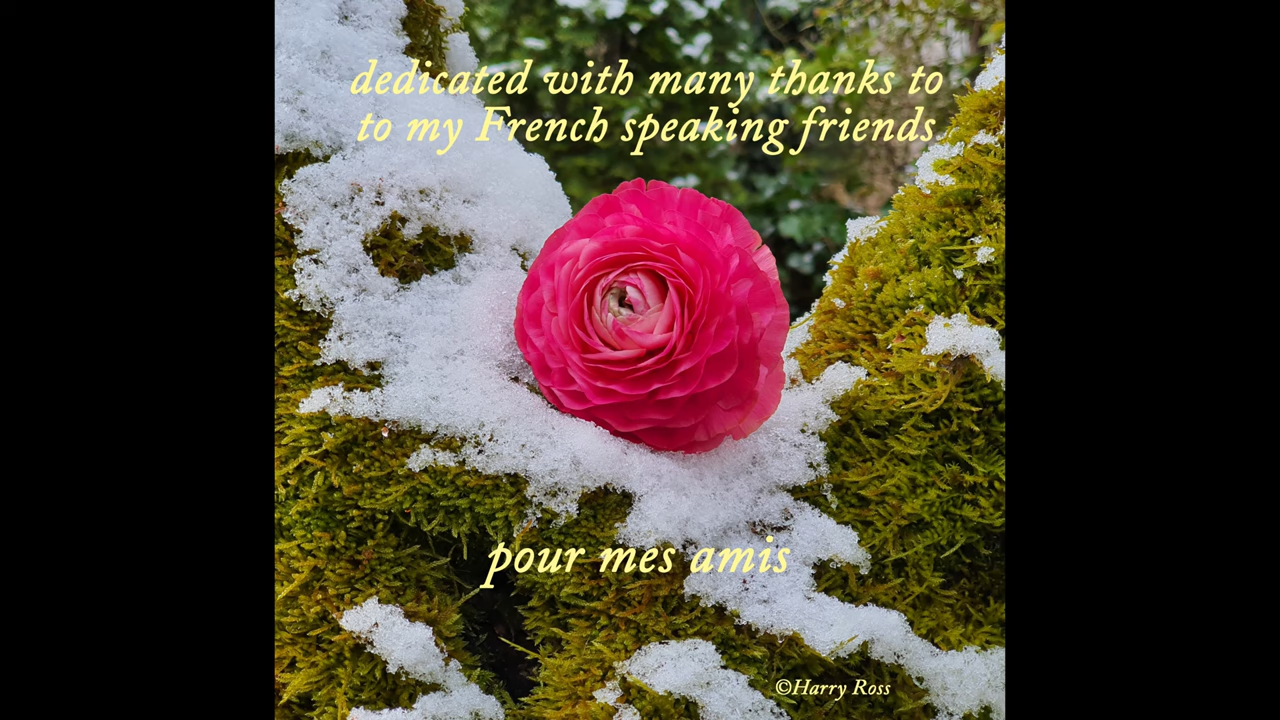 dedicated with many thanks to
to my French speaking friends
pour mes amis
©Harry Ross